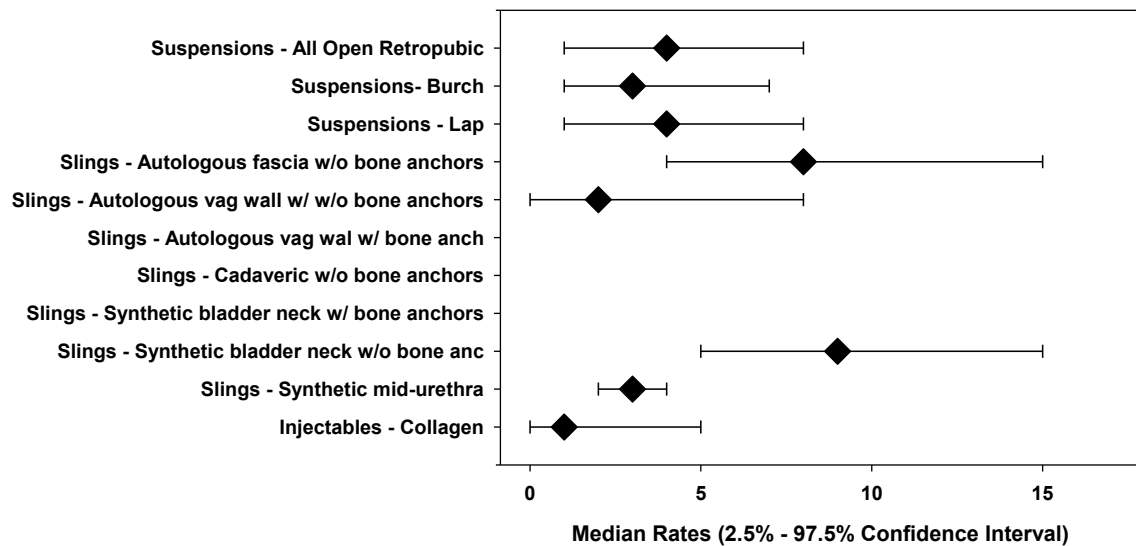 Suspensions - All Open Retropubic
Suspensions- Burch
Suspensions - Lap
Slings - Autologous fascia w/o bone anchors
Slings - Autologous vag wall w/ w/o bone anchors
Slings - Autologous vag wal w/ bone anch
Slings - Cadaveric w/o bone anchors
Slings - Synthetic bladder neck w/ bone anchors
Slings - Synthetic bladder neck w/o bone anc
Slings - Synthetic mid-urethra
Injectables - Collagen
0 5 10 15
Median Rates (2.5% - 97.5% Confidence Interval)